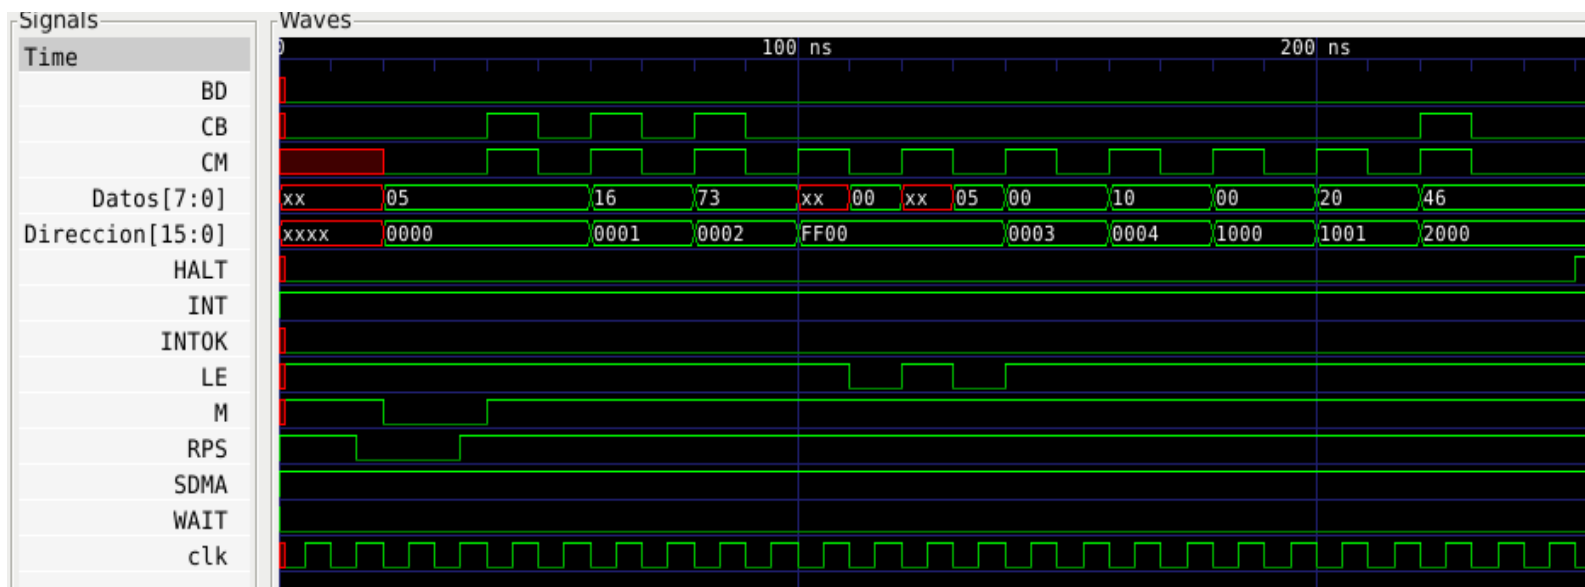 Signals Waves
Time 0 100 ns 200 ns
BD
CB
CM
Datos[7:0] xx 05 16 73 xx 00 xx 05 00 10 00 20 46
Direccion[15:0] xxxx 0000 0001 0002 FF00 0003 0004 1000 1001 2000
HALT
INT
INTOK
LE
M
RPS
SDMA
WAIT
clk